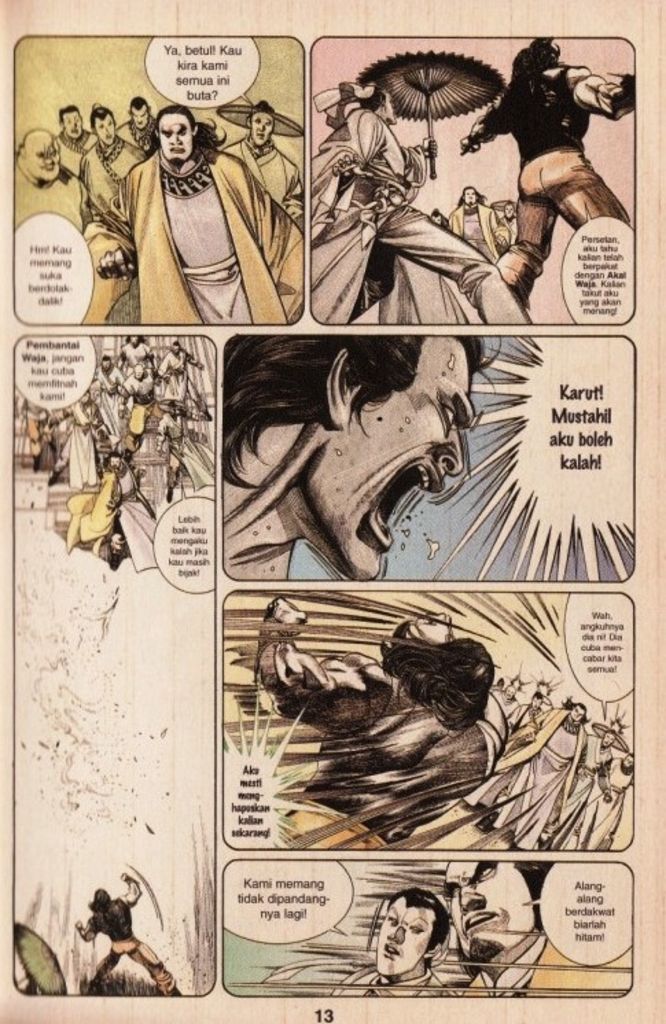 Ya, betul! Kau
kira kami
semua ini
buta?
Hm! Kau
memang
suka
berdolak-
dalik!
Persetan,
aku tahu
kalian telah
berpakat
dengan Akal
Waja. Kalian
takut aku
yang akan
menang!
Pembantai
Waja, jangan
kau cuba
memfitnah
kami!
Lebih
baik kau
mengaku
kalah jika
kau masih
bijak!
Karut!
Mustahil
aku boleh
kalah!
Wah,
angkuhnya
dia ni! Dia
cuba men-
cabar kita
semua!
Aku
mesti
meng-
hapuskan
kalian
sekarang!
Kami memang
tidak dipandang-
nya lagi!
Alang-
alang
berdakwat
biarlah
hitam!
13